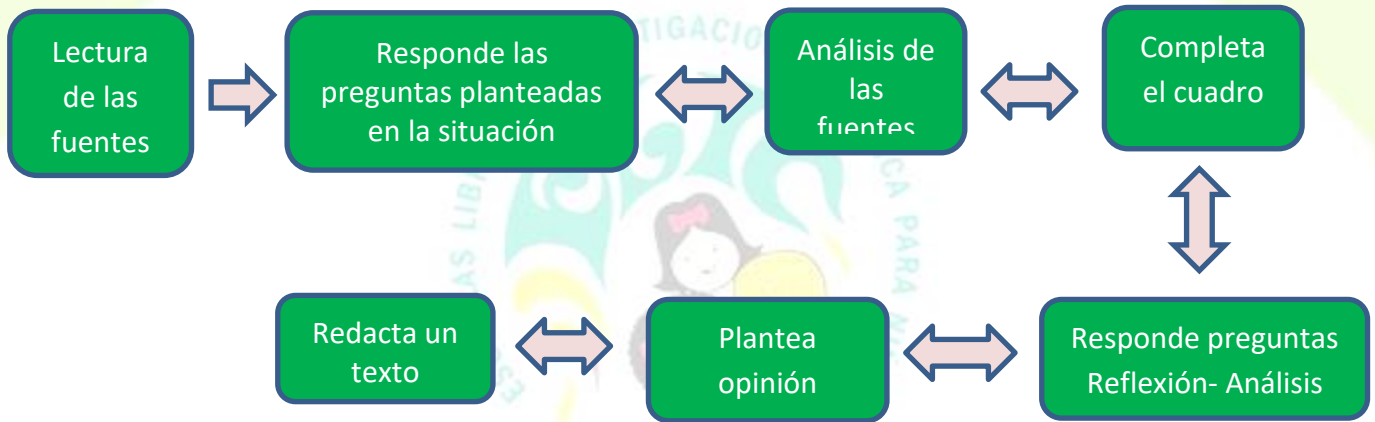 Lectura
de las
fuentes
Responde las
preguntas planteadas
en la situación
Análisis de
las
fuentes
Completa
el cuadro
Responde preguntas
Reflexión- Análisis
Plantea
opinión
Redacta un
texto